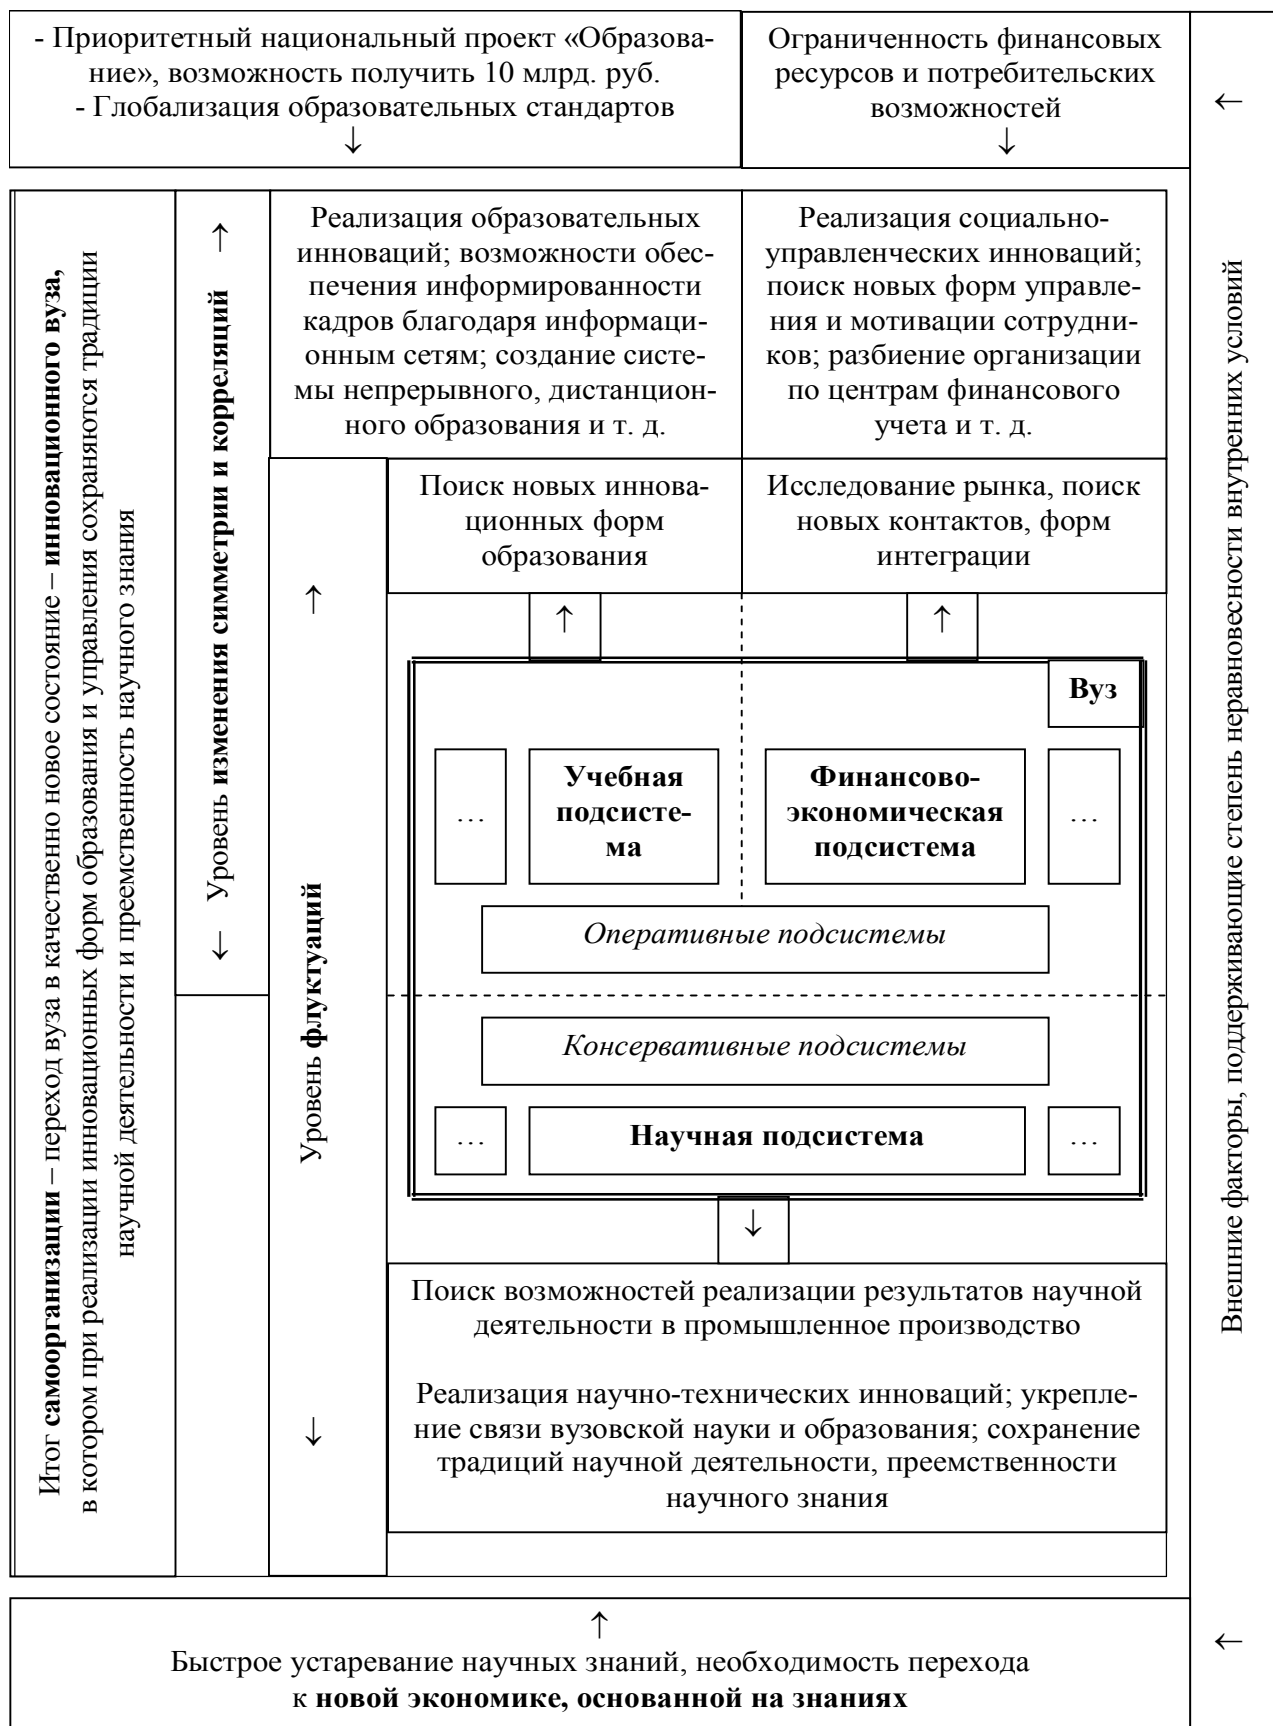 - Приоритетный национальный проект «Образова-
ние», возможность получить 10 млрд. руб.
- Глобализация образовательных стандартов
↓
Ограниченность финансовых
ресурсов и потребительских
возможностей
↓
←
Внешние факторы, поддерживающие степень неравновесности внутренних условий
←
Итог самоорганизации – переход вуза в качественно новое состояние – инновационного вуза,
в котором при реализации инновационных форм образования и управления сохраняются традиции
научной деятельности и преемственность научного знания
← Уровень изменения симметрии и корреляций →
Реализация образовательных
инноваций; возможности обес-
печения информированности
кадров благодаря информаци-
онным сетям; создание систе-
мы непрерывного, дистанцион-
ного образования и т. д.
Реализация социально-
управленческих инноваций;
поиск новых форм управле-
ния и мотивации сотрудни-
ков; разбиение организации
по центрам финансового
учета и т. д.
↑
Уровень флуктуаций
↓
Поиск новых иннова-
ционных форм
образования
Исследование рынка, поиск
новых контактов, форм
интеграции
↑
↑
Вуз
…
Учебная
подсисте-
ма
Финансово-
экономическая
подсистема
…
Оперативные подсистемы
Консервативные подсистемы
…
Научная подсистема
…
↓
Поиск возможностей реализации результатов научной
деятельности в промышленное производство
Реализация научно-технических инноваций; укрепле-
ние связи вузовской науки и образования; сохранение
традиций научной деятельности, преемственности
научного знания
↑
Быстрое устаревание научных знаний, необходимость перехода
к новой экономике, основанной на знаниях